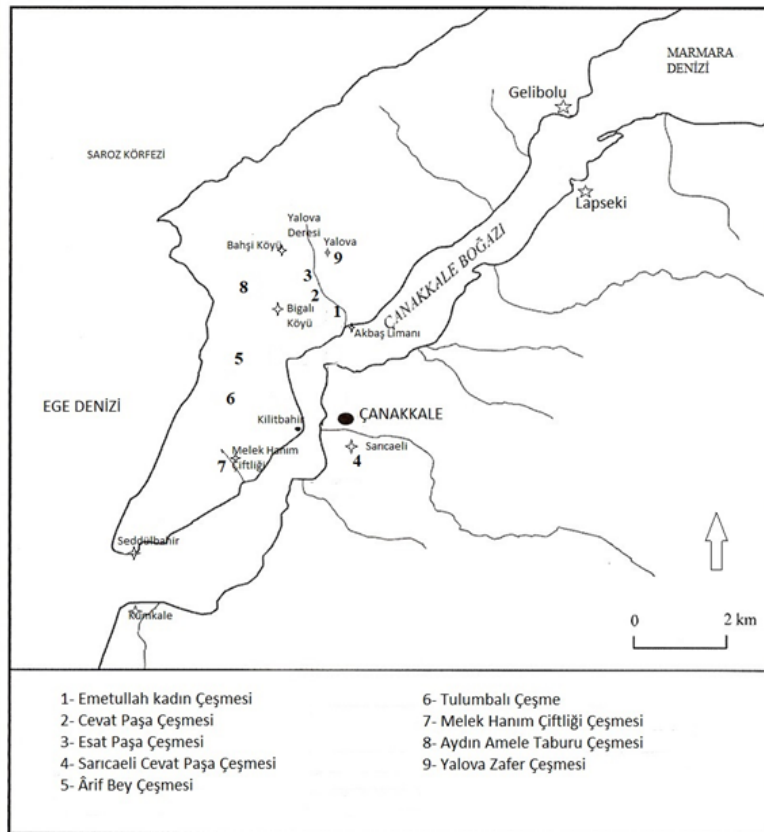 MARMARA
DENİZİ
Gelibolu
SAROZ KÖRFEZİ
Lapseki
Yalova
Deresi
Bahşi Köyü
Yalova
9
3
8
2
1
Bigalı
Köyü
ÇANAKKALE BOĞAZI
Akbaş Limanı
5
6
EGE DENİZİ
Kilitbahir
ÇANAKKALE
Sarıcaeli
4
Melek Hanım
Çiftliği
7
Seddülbahir
Kumkale
0 2 km
1- Emetullah kadın Çeşmesi
2- Cevat Paşa Çeşmesi
3- Esat Paşa Çeşmesi
4- Sarıcaeli Cevat Paşa Çeşmesi
5- Ârif Bey Çeşmesi
6- Tulumbalı Çeşme
7- Melek Hanım Çiftliği Çeşmesi
8- Aydın Amele Taburu Çeşmesi
9- Yalova Zafer Çeşmesi